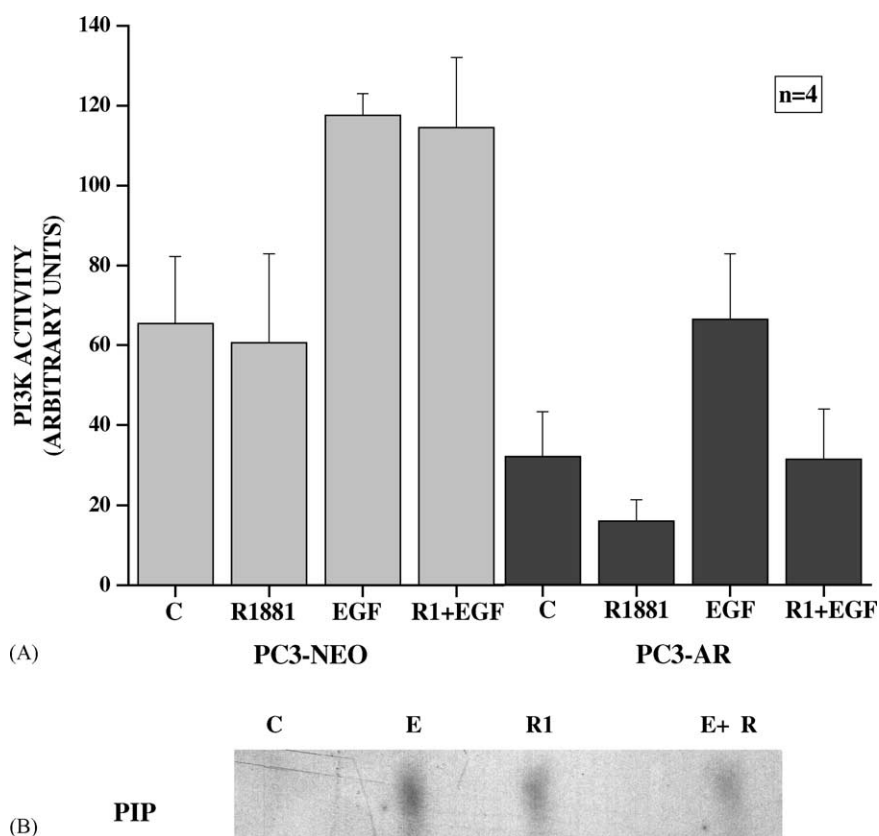 140
120
100
80
60
40
20
0
PI3K ACTIVITY
(ARBITRARY UNITS)
n=4
C R1881 EGF R1+EGF C R1881 EGF R1+EGF
(A) PC3-NEO PC3-AR
C E R1 E+ R
(B) PIP